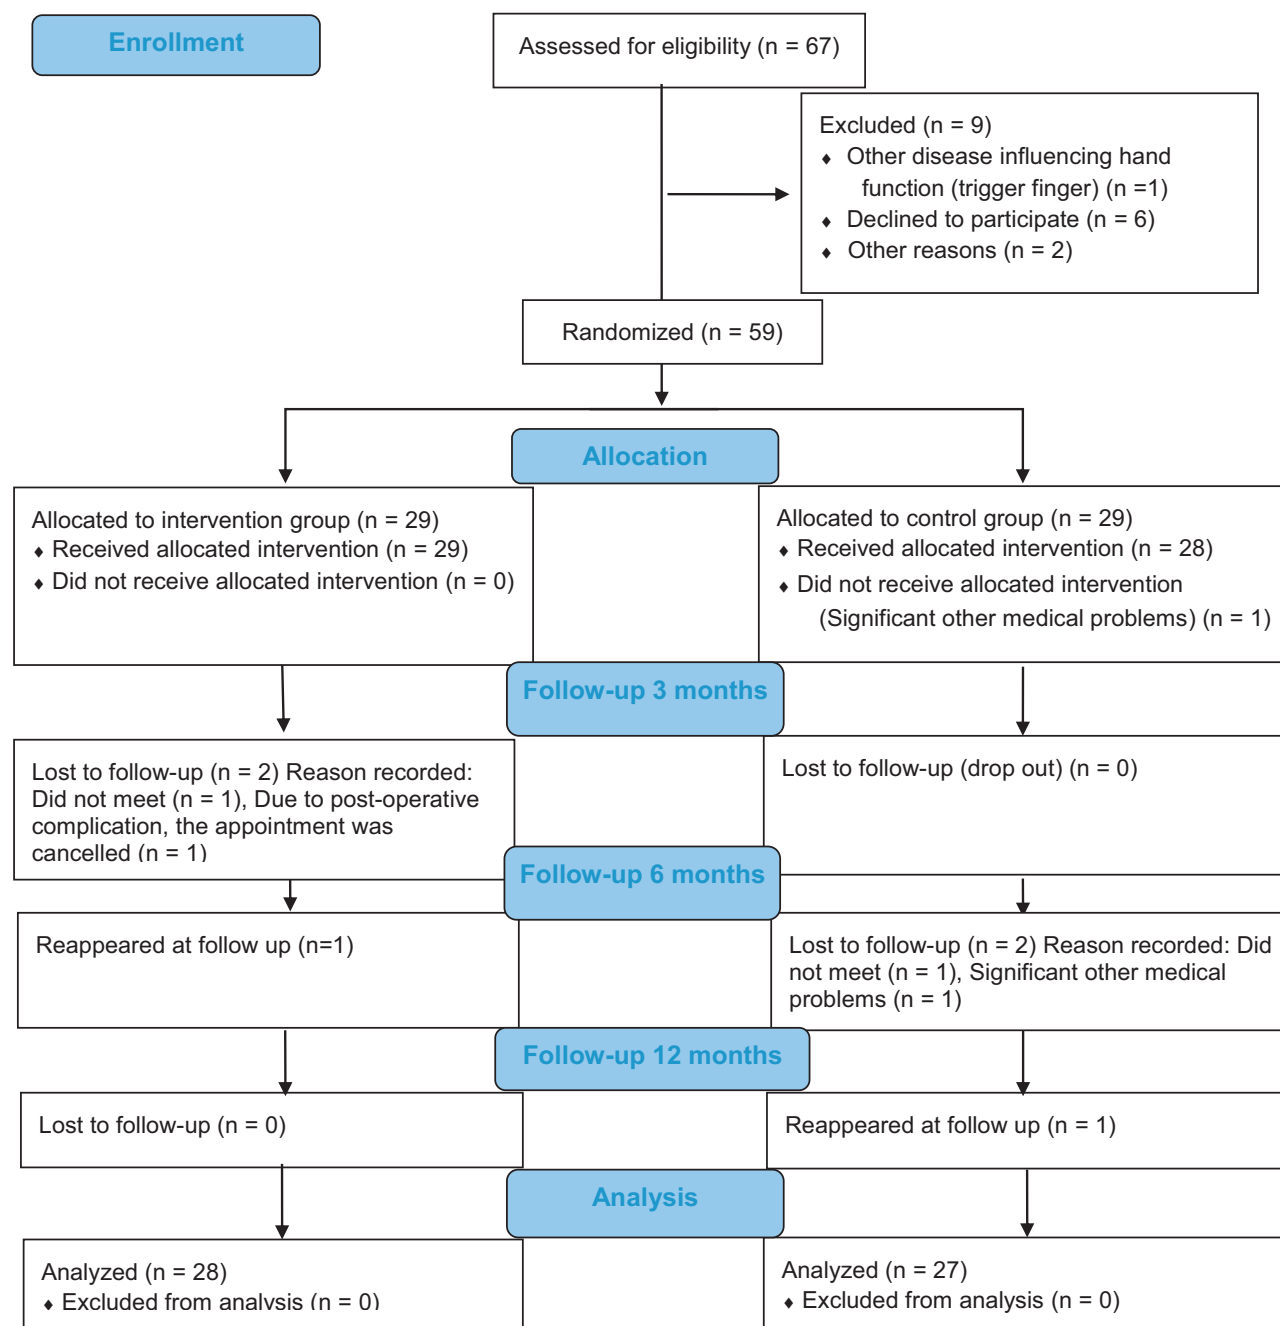 Enrollment
Assessed for eligibility (n = 67)
Excluded (n = 9)
♦ Other disease influencing hand
function (trigger finger) (n =1)
♦ Declined to participate (n = 6)
♦ Other reasons (n = 2)
Randomized (n = 59)
Allocation
Allocated to intervention group (n = 29)
♦ Received allocated intervention (n = 29)
♦ Did not receive allocated intervention (n = 0)
Allocated to control group (n = 29)
♦ Received allocated intervention (n = 28)
♦ Did not receive allocated intervention
(Significant other medical problems) (n = 1)
Follow-up 3 months
Lost to follow-up (n = 2) Reason recorded:
Did not meet (n = 1), Due to post-operative
complication, the appointment was
cancelled (n = 1)
Lost to follow-up (drop out) (n = 0)
Follow-up 6 months
Reappeared at follow up (n=1)
Lost to follow-up (n = 2) Reason recorded: Did
not meet (n = 1), Significant other medical
problems (n = 1)
Follow-up 12 months
Lost to follow-up (n = 0)
Reappeared at follow up (n = 1)
Analysis
Analyzed (n = 28)
♦ Excluded from analysis (n = 0)
Analyzed (n = 27)
♦ Excluded from analysis (n = 0)